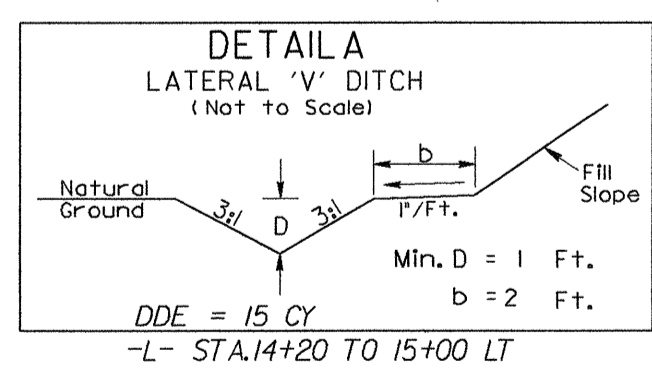 DETAIL A
LATERAL 'V' DITCH
(Not to Scale)
b
Natural
Ground
3:1
D
3:1
1"/Ft.
Fill
Slope
Min. D = 1 Ft.
b = 2 Ft.
DDE = 15 CY
-L- STA.14+20 TO 15+00 LT